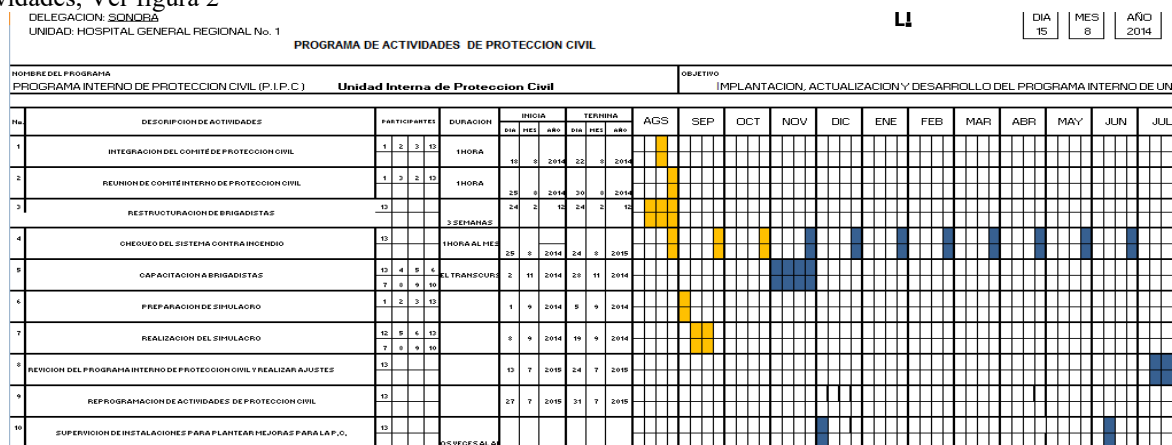 vidades, Ver figura 2
DELEGACION: SONORA
UNIDAD: HOSPITAL GENERAL REGIONAL No. 1
PROGRAMA DE ACTIVIDADES DE PROTECCION CIVIL
DIA MES AÑO
15 8 2014
NOMBRE DEL PROGRAMA
PROGRAMA INTERNO DE PROTECCION CIVIL (P.I.P.C ) Unidad Interna de Proteccion Civil
OBJETIVO
IMPLANTACION, ACTUALIZACION Y DESARROLLO DEL PROGRAMA INTERNO DE UN
No. DESCRIPCION DE ACTIVIDADES PARTICIPANTES DURACION INICIA TERMINA AGS SEP OCT NOV DIC ENE FEB MAR ABR MAY JUN JUL
DIA MES AÑO DIA MES AÑO
1 INTEGRACION DEL COMITÉ DE PROTECCION CIVIL 1 2 3 13 1 HORA 18 8 2014 22 8 2014
2 REUNION DE COMITÉ INTERNO DE PROTECCION CIVIL 1 3 2 13 1 HORA 25 8 2014 30 8 2014
3 RESTRUCTURACION DE BRIGADISTAS 13 3 SEMANAS 24 2 12 24 2 12
4 CHEQUEO DEL SISTEMA CONTRA INCENDIO 13 1 HORA AL MES 25 8 2014 24 8 2015
5 CAPACITACION A BRIGADISTAS 13 4 5 6 EL TRANSCURS 2 11 2014 28 11 2014
7 8 9 10
6 PREPARACION DE SIMULACRO 1 2 3 13 1 9 2014 5 9 2014
7 REALIZACION DEL SIMULACRO 12 5 6 13 8 9 2014 19 9 2014
7 8 9 10
8 REVICION DEL PROGRAMA INTERNO DE PROTECCION CIVIL Y REALIZAR AJUSTES 13 13 7 2015 24 7 2015
9 REPROGRAMACION DE ACTIVIDADES DE PROTECCION CIVIL 13 27 7 2015 31 7 2015
10 SUPERVICION DE INSTALACIONES PARA PLANTEAR MEJORAS PARA LA P,C, 13